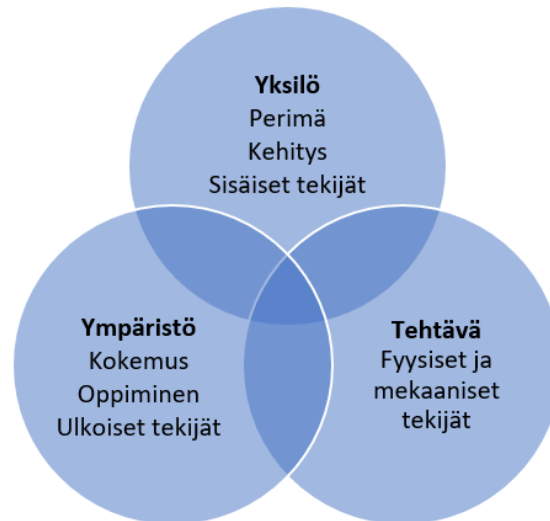 Yksilö
Perimä
Kehitys
Sisäiset tekijät
Ympäristö
Kokemus
Oppiminen
Ulkoiset tekijät
Tehtävä
Fyysiset ja
mekaaniset
tekijät